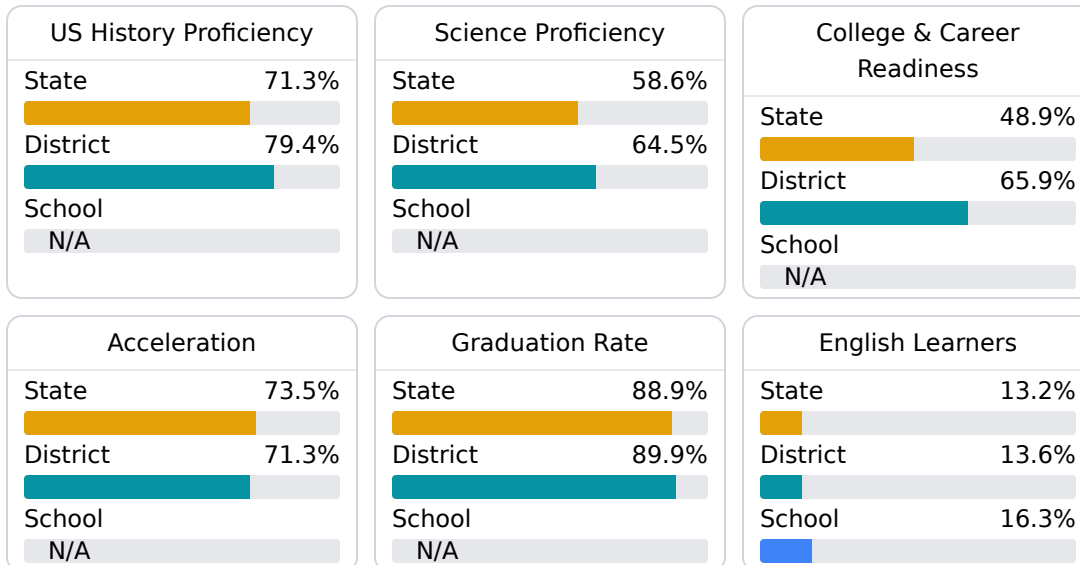 US History Proficiency
State 71.3%
District 79.4%
School
N/A
Science Proficiency
State 58.6%
District 64.5%
School
N/A
College & Career
Readiness
State 48.9%
District 65.9%
School
N/A
Acceleration
State 73.5%
District 71.3%
School
N/A
Graduation Rate
State 88.9%
District 89.9%
School
N/A
English Learners
State 13.2%
District 13.6%
School 16.3%